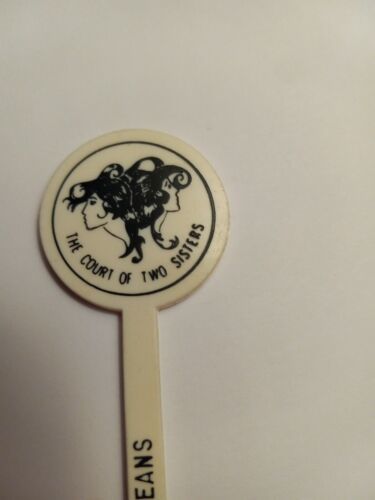 THE COURT OF TWO SISTERS
EANS